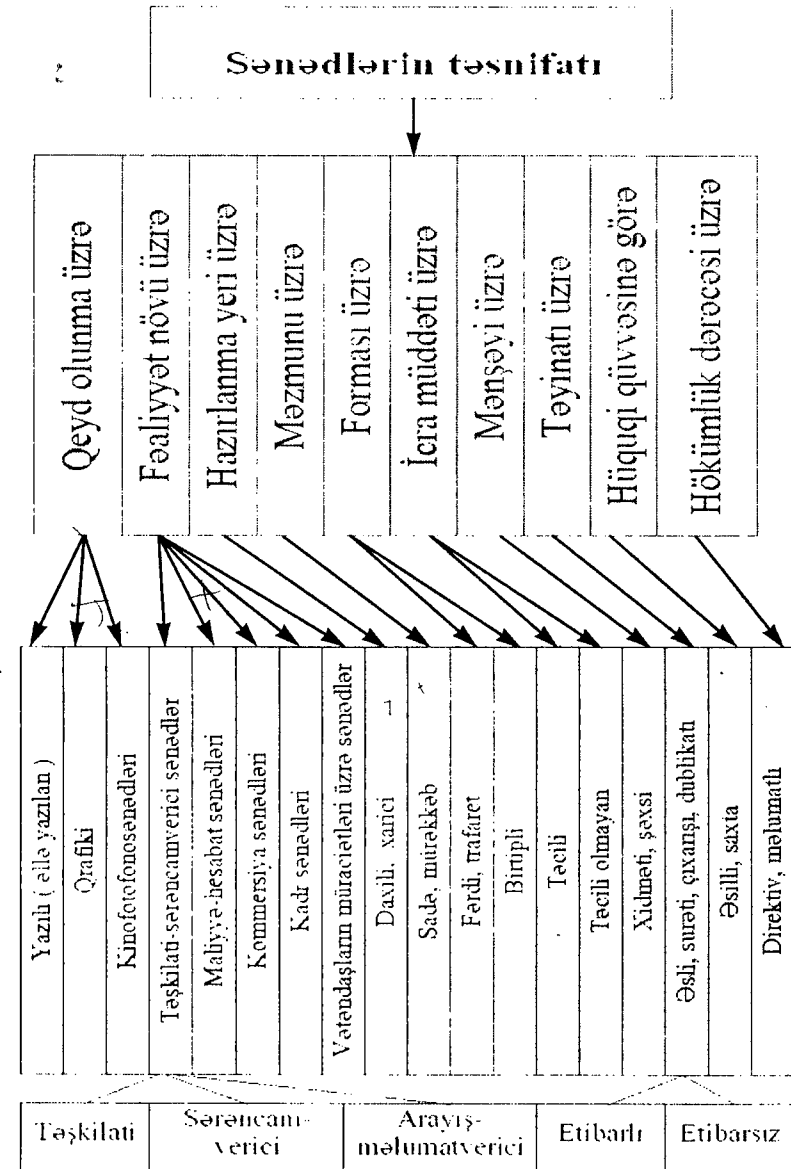 Sənədlərin təsnifatı
Qeyd olunma üzrə
Fəaliyyət növü üzrə
Hazırlanma yeri üzrə
Məzmunu üzrə
Forması üzrə
İcra müddəti üzrə
Mənşəyi üzrə
Təyinatı üzrə
Hüquqi qüvvəsinə görə
Hökümlük dərəcəsi üzrə
Yazılı ( əllə yazılan )
Qrafiki
Kinofotofonosənədləri
Təşkilati-sərəncamverici sənədlər
Maliyyə-hesabat sənədləri
Kommersiya sənədləri
Kadr sənədləri
Vətəndaşların müraciətləri üzrə sənədlər
Daxili, xarici
Sadə, mürəkkəb
Fərdi, trafaret
Birtipli
Təcili
Təcili olmayan
Xidməti, şəxsi
Əsli, surəti, çıxarışı, dublikatı
Əsilli, saxta
Direktiv, məlumatlı
Təşkilati
Sərəncam-
verici
Arayış-
məlumatverici
Etibarlı
Etibarsız